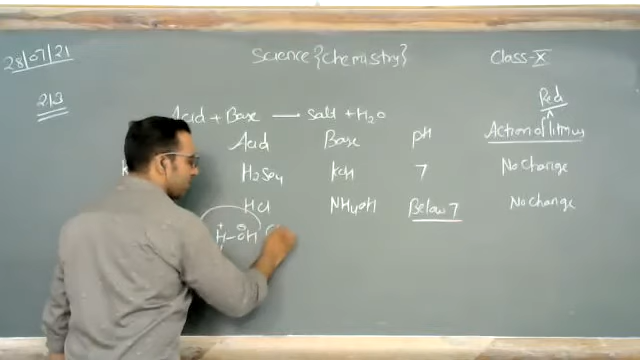 28/07/21 Science {Chemistry} Class-X
213
Acid + Base → salt + H2O
Red
Acid Base pH Action of litmus
H2SO4 KOH 7 No Change
HCl NH4OH Below 7 No Change
H+ – OH⊖